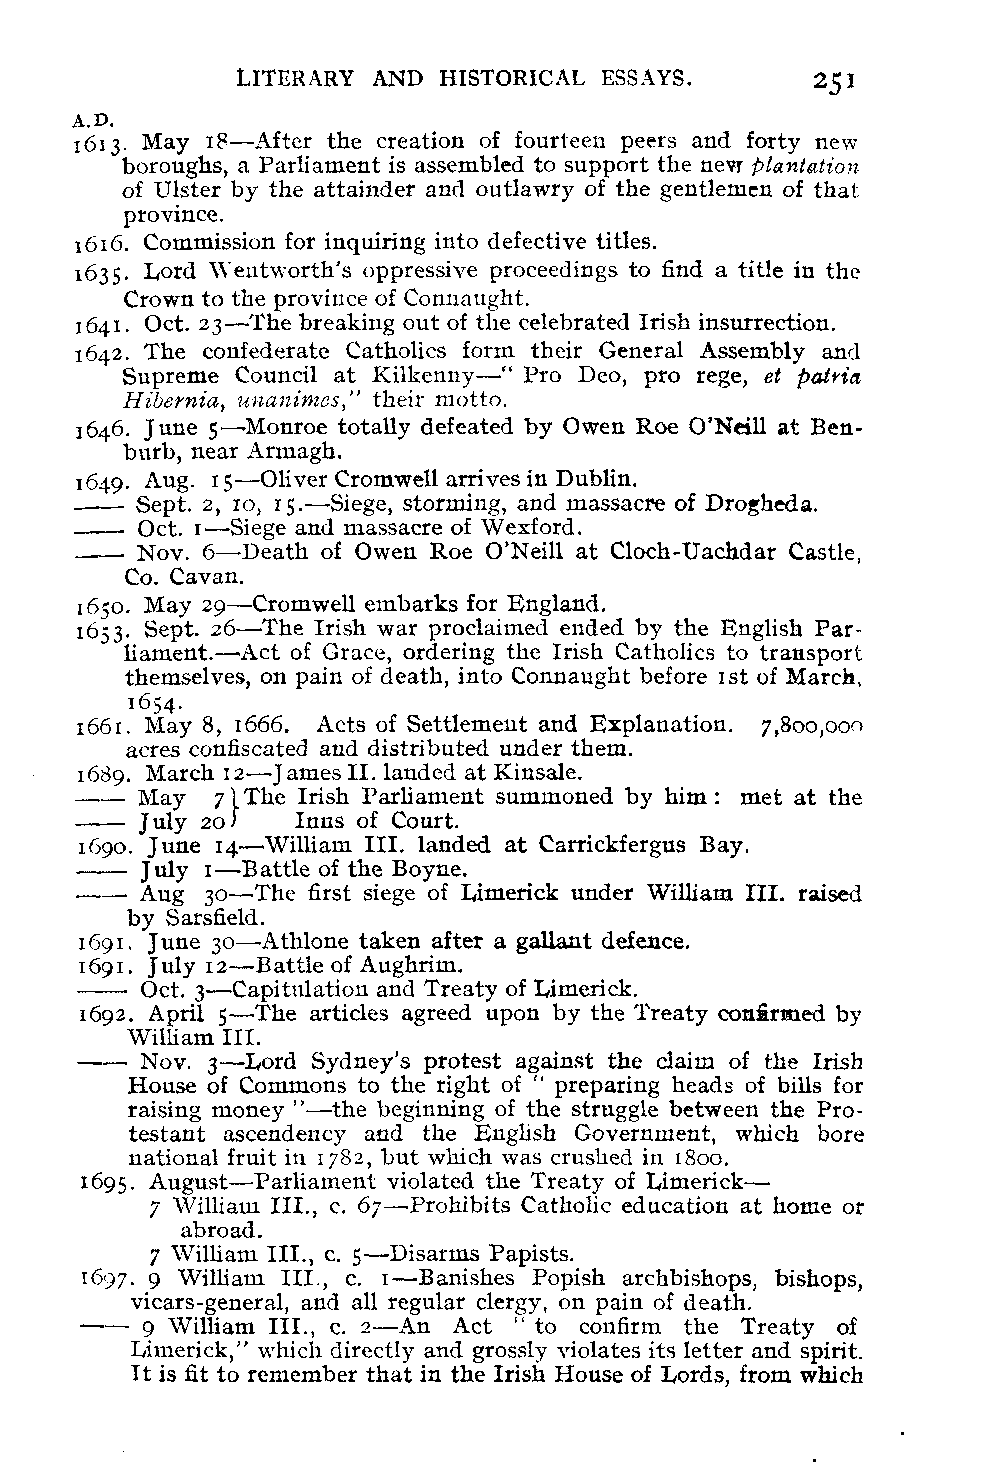 LITERARY AND HISTORICAL ESSAYS. 251
A.D.
1613. May 18—After the creation of fourteen peers and forty new
boroughs, a Parliament is assembled to support the new plantation
of Ulster by the attainder and outlawry of the gentlemen of that
province.
1616. Commission for inquiring into defective titles.
1635. Lord Wentworth's oppressive proceedings to find a title in the
Crown to the province of Connaught.
1641. Oct. 23—The breaking out of the celebrated Irish insurrection.
1642. The confederate Catholics form their General Assembly and
Supreme Council at Kilkenny—" Pro Deo, pro rege, et patria
Hibernia, unanimes," their motto.
1646. June 5—Monroe totally defeated by Owen Roe O'Neill at Ben-
burb, near Armagh.
1649. Aug. 15—Oliver Cromwell arrives in Dublin.
—— Sept. 2, 10, 15.—Siege, storming, and massacre of Drogheda.
—— Oct. 1—Siege and massacre of Wexford.
—— Nov. 6—Death of Owen Roe O'Neill at Cloch-Uachdar Castle,
Co. Cavan.
1650. May 29—Cromwell embarks for England.
1653. Sept. 26—The Irish war proclaimed ended by the English Par-
liament.—Act of Grace, ordering the Irish Catholics to transport
themselves, on pain of death, into Connaught before 1st of March,
1654.
1661. May 8, 1666. Acts of Settlement and Explanation. 7,800,000
acres confiscated and distributed under them.
1689. March 12—James II. landed at Kinsale.
—— May 7 } The Irish Parliament summoned by him : met at the
—— July 20 } Inns of Court.
1690. June 14—William III. landed at Carrickfergus Bay.
—— July 1—Battle of the Boyne.
—— Aug 30—The first siege of Limerick under William III. raised
by Sarsfield.
1691. June 30—Athlone taken after a gallant defence.
1691. July 12—Battle of Aughrim.
—— Oct. 3—Capitulation and Treaty of Limerick.
1692. April 5—The articles agreed upon by the Treaty confirmed by
William III.
—— Nov. 3—Lord Sydney's protest against the claim of the Irish
House of Commons to the right of " preparing heads of bills for
raising money "—the beginning of the struggle between the Pro-
testant ascendency and the English Government, which bore
national fruit in 1782, but which was crushed in 1800.
1695. August—Parliament violated the Treaty of Limerick—
7 William III., c. 67—Prohibits Catholic education at home or
abroad.
7 William III., c. 5—Disarms Papists.
1697. 9 William III., c. 1—Banishes Popish archbishops, bishops,
vicars-general, and all regular clergy, on pain of death.
—— 9 William III., c. 2—An Act " to confirm the Treaty of
Limerick," which directly and grossly violates its letter and spirit.
It is fit to remember that in the Irish House of Lords, from which